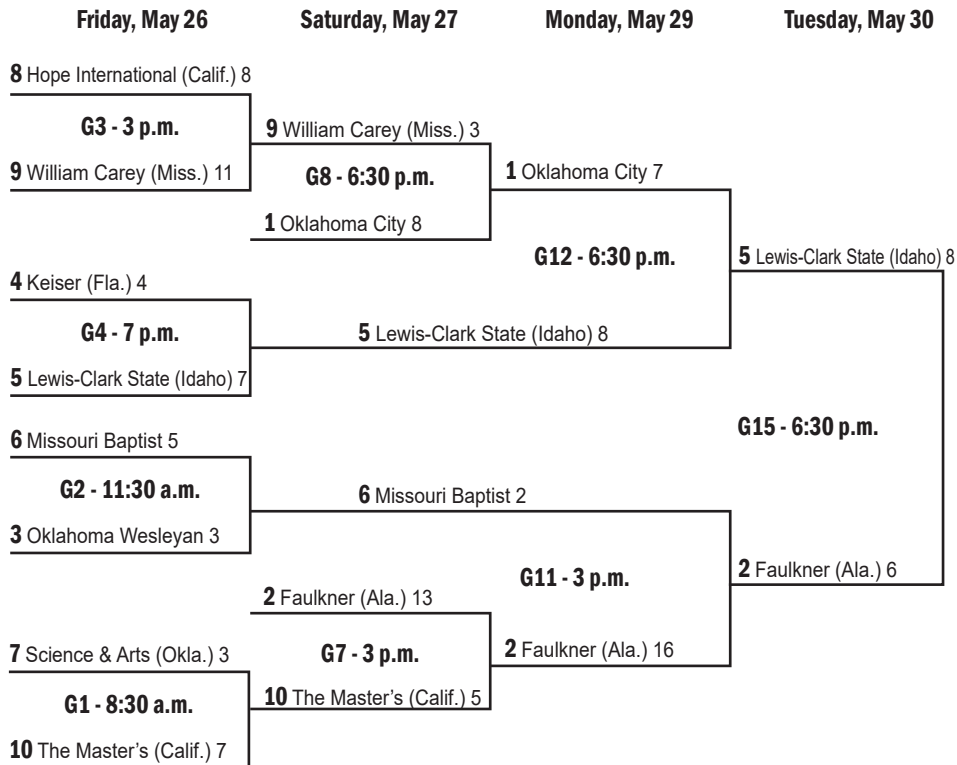 Friday, May 26 Saturday, May 27 Monday, May 29 Tuesday, May 30
8 Hope International (Calif.) 8
G3 - 3 p.m.
9 William Carey (Miss.) 11
9 William Carey (Miss.) 3
G8 - 6:30 p.m.
1 Oklahoma City 8
1 Oklahoma City 7
G12 - 6:30 p.m.
5 Lewis-Clark State (Idaho) 8
4 Keiser (Fla.) 4
G4 - 7 p.m.
5 Lewis-Clark State (Idaho) 7
5 Lewis-Clark State (Idaho) 8
G15 - 6:30 p.m.
6 Missouri Baptist 5
G2 - 11:30 a.m.
3 Oklahoma Wesleyan 3
6 Missouri Baptist 2
G11 - 3 p.m.
2 Faulkner (Ala.) 6
2 Faulkner (Ala.) 13
G7 - 3 p.m.
10 The Master’s (Calif.) 5
2 Faulkner (Ala.) 16
7 Science & Arts (Okla.) 3
G1 - 8:30 a.m.
10 The Master’s (Calif.) 7